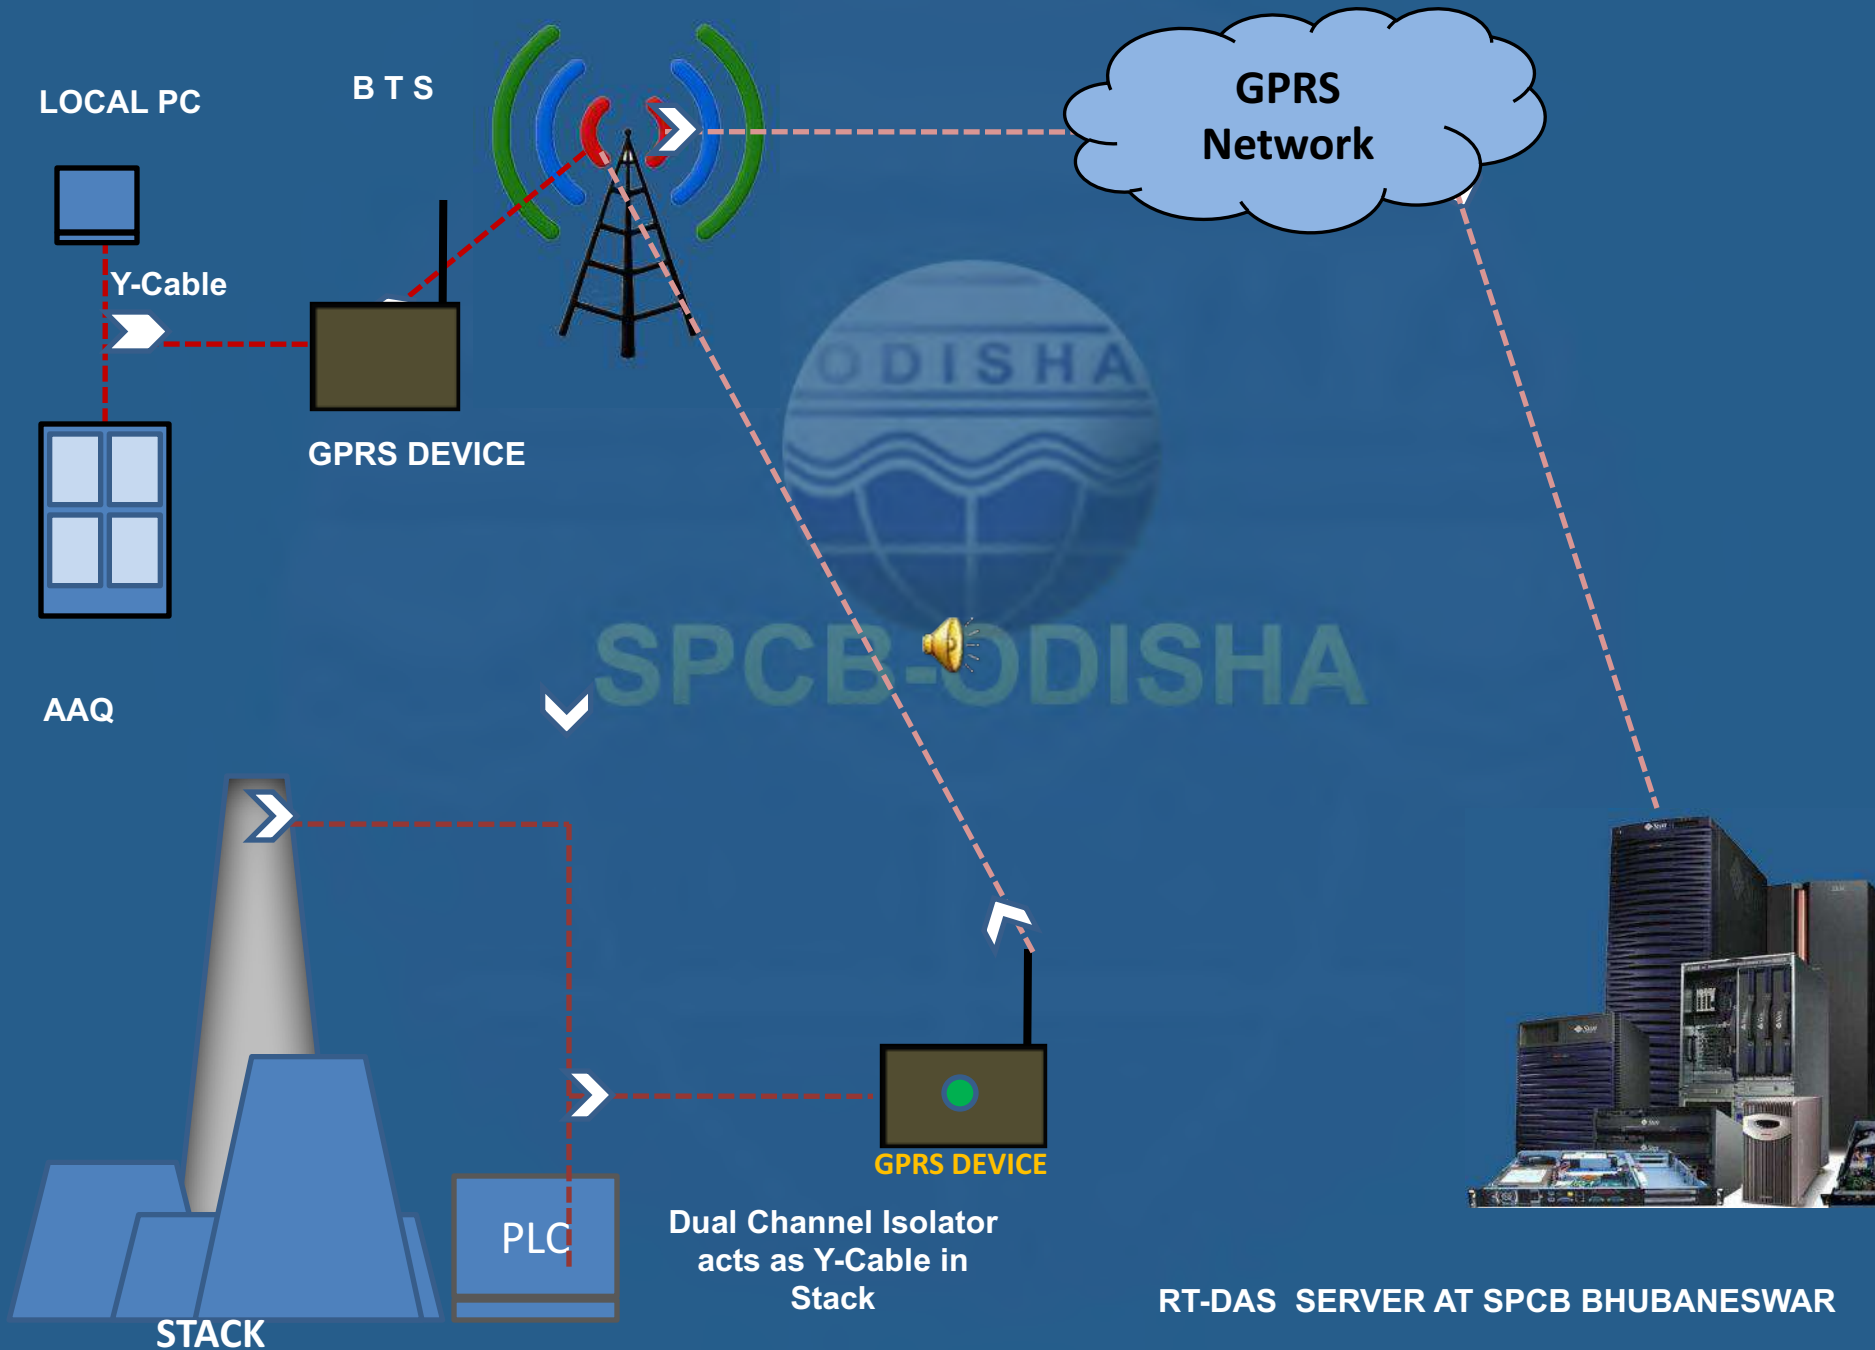 LOCAL PC
B T S
GPRS
Network
Y-Cable
GPRS DEVICE
ODISHA
SPCB-ODISHA
AAQ
GPRS DEVICE
PLC
Dual Channel Isolator
acts as Y-Cable in
Stack
STACK
RT-DAS SERVER AT SPCB BHUBANESWAR